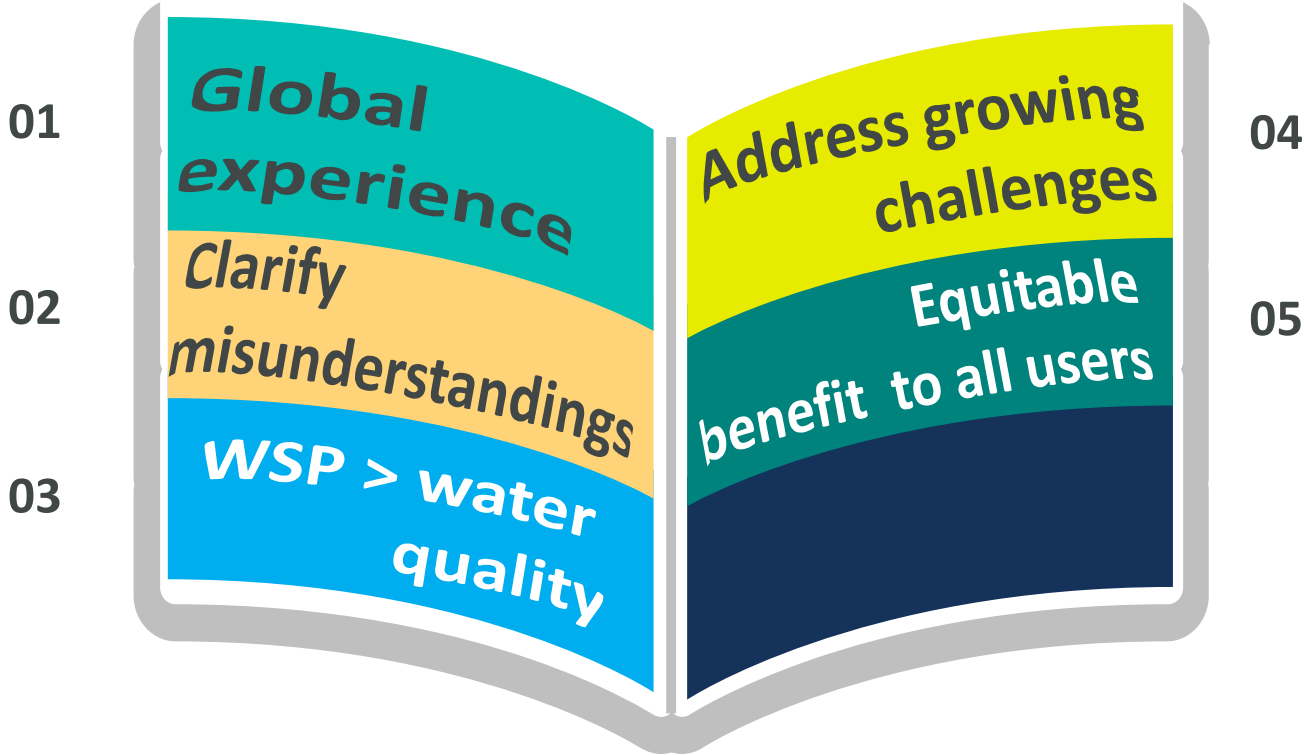 01
Global
experience
02
Clarify
misunderstandings
03
WSP > water
quality
04
Address growing
challenges
05
Equitable
benefit to all users